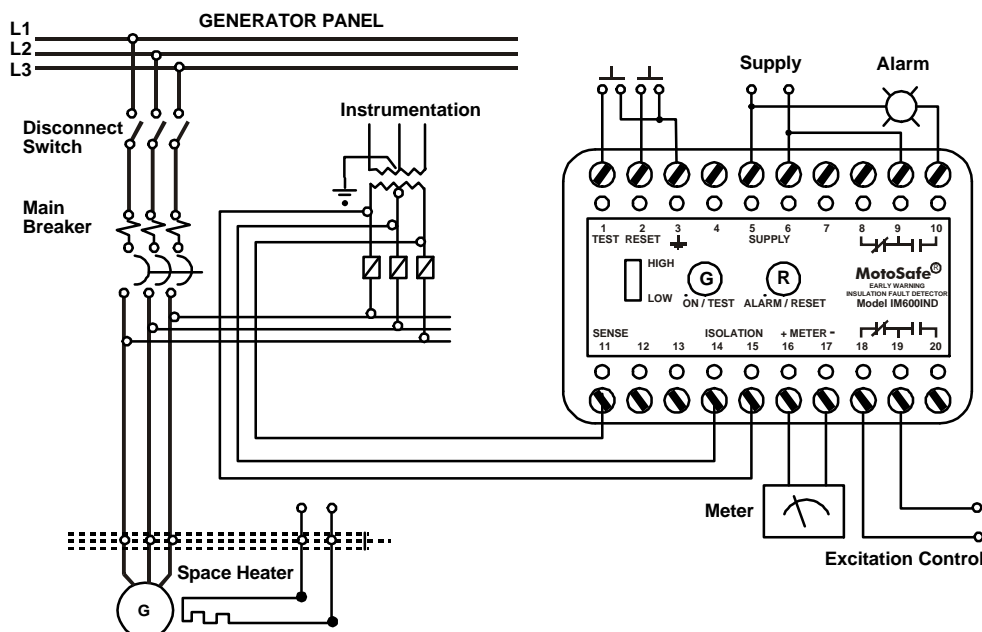 GENERATOR PANEL
L1
L2
L3
Disconnect
Switch
Main
Breaker
Instrumentation
Supply
Alarm
1 2 3 4 5 6 7 8 9 10
TEST RESET SUPPLY
HIGH
LOW
G
ON / TEST
R
ALARM / RESET
MotoSafe®
EARLY WARNING
INSULATION FAULT DETECTOR
Model IM600IND
SENSE ISOLATION + METER -
11 12 13 14 15 16 17 18 19 20
Meter
Excitation Control
Space Heater
G